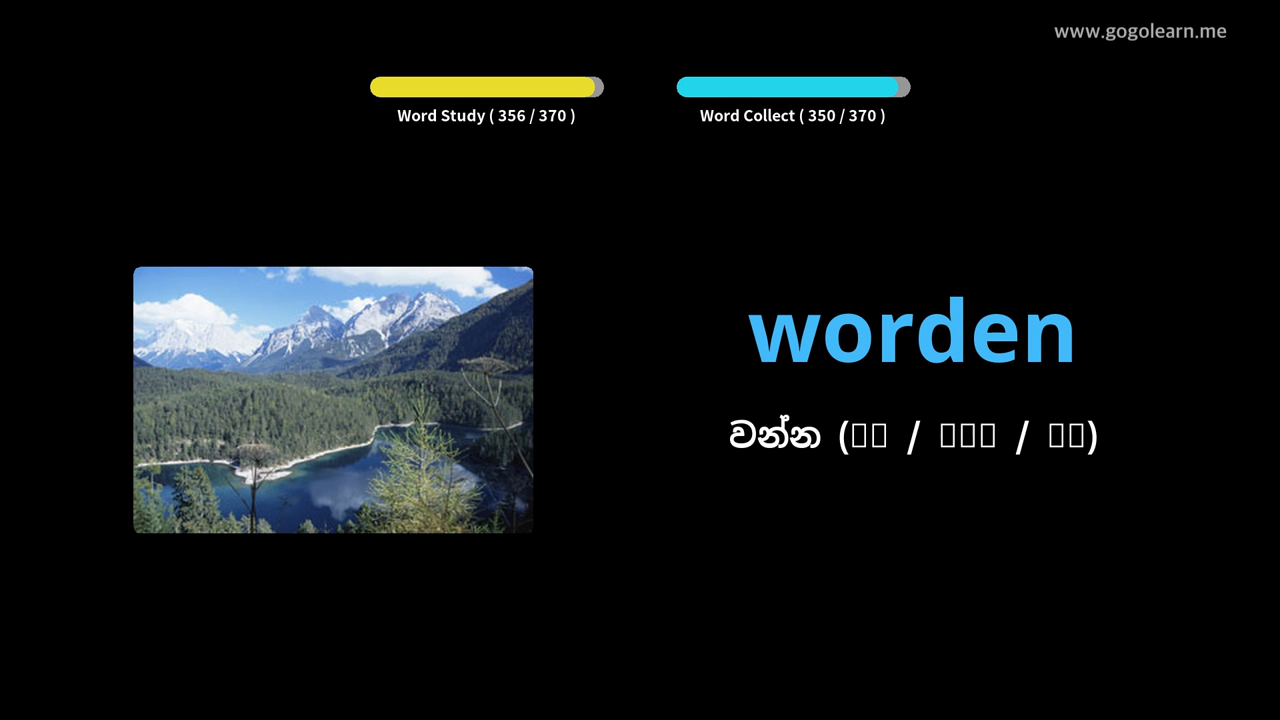 www.gogolearn.me
Word Study ( 356 / 370 )
Word Collect ( 350 / 370 )
worden
වන්න (▯▯ / ▯▯▯ / ▯▯)